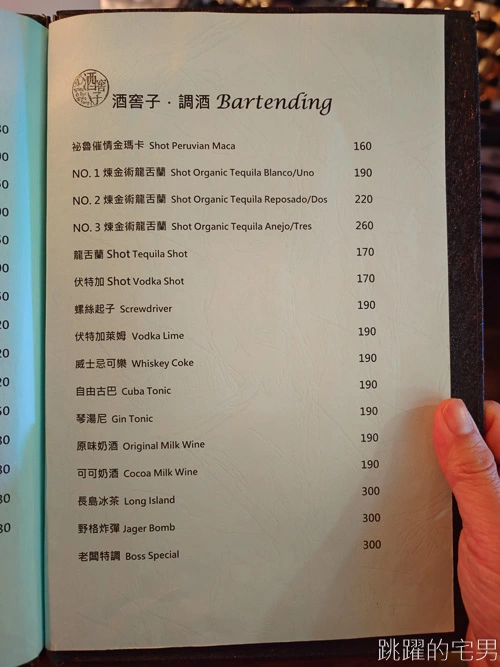 酒窖子
酒窖子．調酒 Bartending
祕魯催情金瑪卡 Shot Peruvian Maca 160
NO. 1 煉金術龍舌蘭 Shot Organic Tequila Blanco/Uno 190
NO. 2 煉金術龍舌蘭 Shot Organic Tequila Reposado/Dos 220
NO. 3 煉金術龍舌蘭 Shot Organic Tequila Anejo/Tres 260
龍舌蘭 Shot Tequila Shot 170
伏特加 Shot Vodka Shot 170
螺絲起子 Screwdriver 190
伏特加萊姆 Vodka Lime 190
威士忌可樂 Whiskey Coke 190
自由古巴 Cuba Tonic 190
琴湯尼 Gin Tonic 190
原味奶酒 Original Milk Wine 190
可可奶酒 Cocoa Milk Wine 190
長島冰茶 Long Island 300
野格炸彈 Jager Bomb 300
老闆特調 Boss Special 300
跳躍的宅男